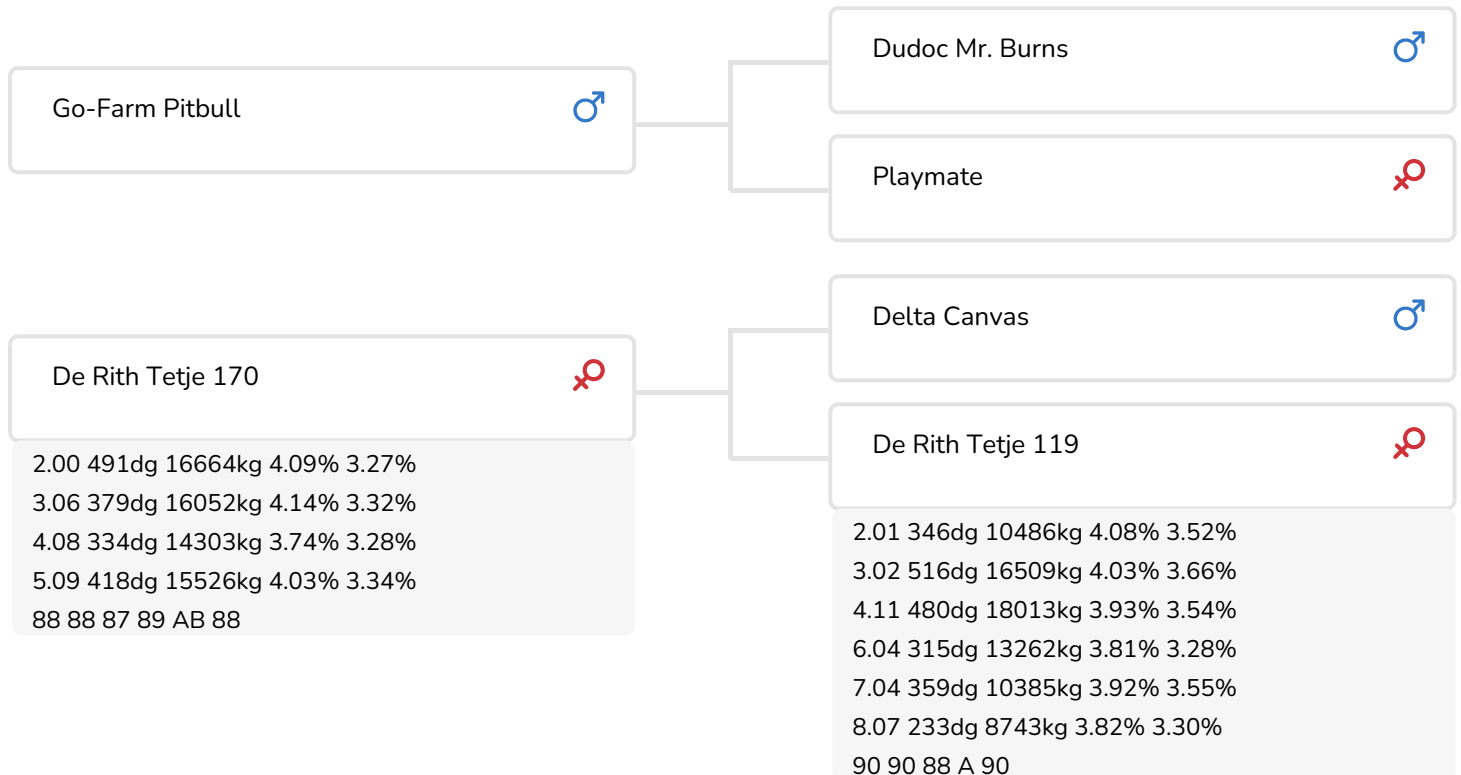 Dudoc Mr. Burns
Go-Farm Pitbull
Playmate
Delta Canvas
De Rith Tetje 170
2.00 491dg 16664kg 4.09% 3.27%
3.06 379dg 16052kg 4.14% 3.32%
4.08 334dg 14303kg 3.74% 3.28%
5.09 418dg 15526kg 4.03% 3.34%
88 88 87 89 AB 88
De Rith Tetje 119
2.01 346dg 10486kg 4.08% 3.52%
3.02 516dg 16509kg 4.03% 3.66%
4.11 480dg 18013kg 3.93% 3.54%
6.04 315dg 13262kg 3.81% 3.28%
7.04 359dg 10385kg 3.92% 3.55%
8.07 233dg 8743kg 3.82% 3.30%
90 90 88 A 90